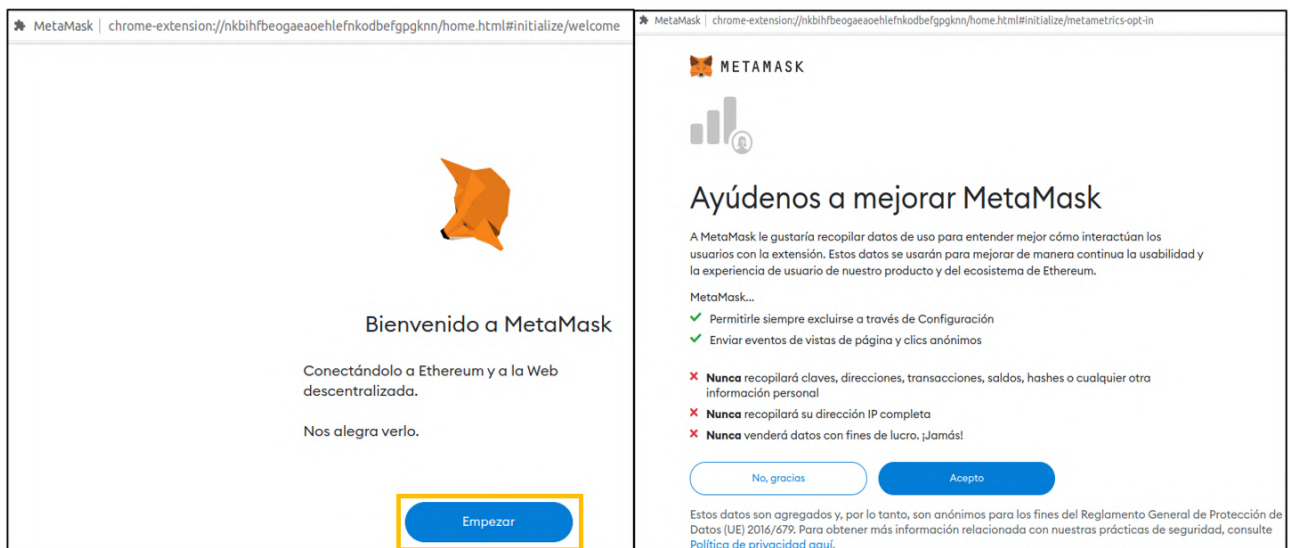 MetaMask | chrome-extension://nkbihfbeogaeaoehlefnkodbefgpgknn/home.html#initialize/welcome
Bienvenido a MetaMask
Conectándolo a Ethereum y a la Web
descentralizada.
Nos alegra verlo.
Empezar
MetaMask | chrome-extension://nkbihfbeogaeaoehlefnkodbefgpgknn/home.html#initialize/metametrics-opt-in
METAMASK
Ayúdenos a mejorar MetaMask
A MetaMask le gustaría recopilar datos de uso para entender mejor cómo interactúan los
usuarios con la extensión. Estos datos se usarán para mejorar de manera continua la usabilidad y
la experiencia de usuario de nuestro producto y del ecosistema de Ethereum.
MetaMask...
Permitirle siempre excluirse a través de Configuración
Enviar eventos de vistas de página y clics anónimos
Nunca recopilará claves, direcciones, transacciones, saldos, hashes o cualquier otra
información personal
Nunca recopilará su dirección IP completa
Nunca venderá datos con fines de lucro. ¡Jamás!
No, gracias
Acepto
Estos datos son agregados y, por lo tanto, son anónimos para los fines del Reglamento General de Protección de
Datos (UE) 2016/679. Para obtener más información relacionada con nuestras prácticas de seguridad, consulte
Política de privacidad aquí.